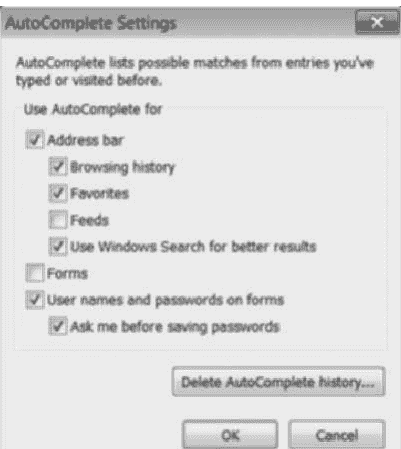 AutoComplete Settings
AutoComplete lists possible matches from entries you've
typed or visited before.
Use AutoComplete for
Address bar
Browsing history
Favorites
Feeds
Use Windows Search for better results
Forms
User names and passwords on forms
Ask me before saving passwords
Delete AutoComplete history...
OK Cancel